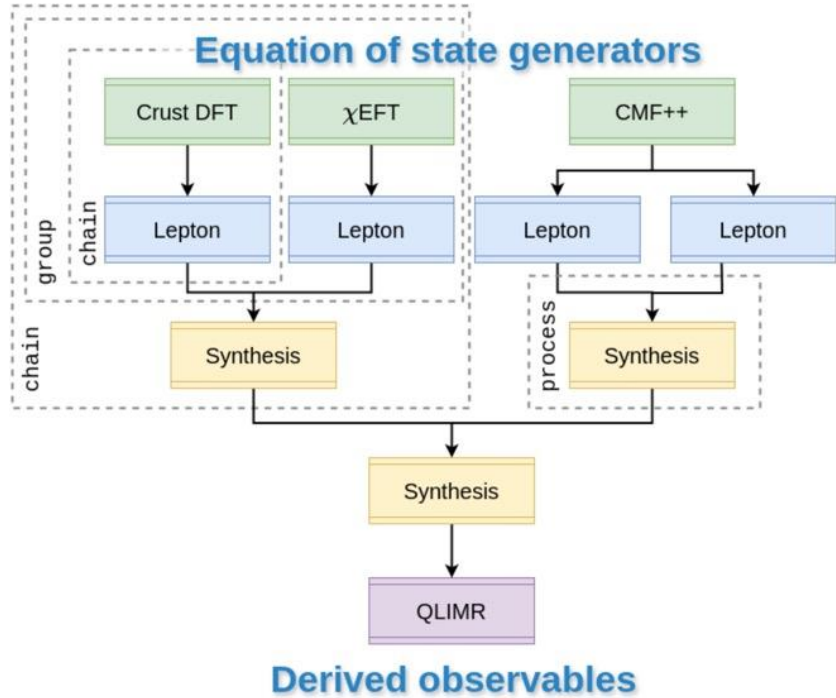 Equation of state generators
Crust DFT
χEFT
CMF++
Lepton
Lepton
Lepton
Lepton
chain
group
Synthesis
Synthesis
chain
process
Synthesis
QLIMR
Derived observables